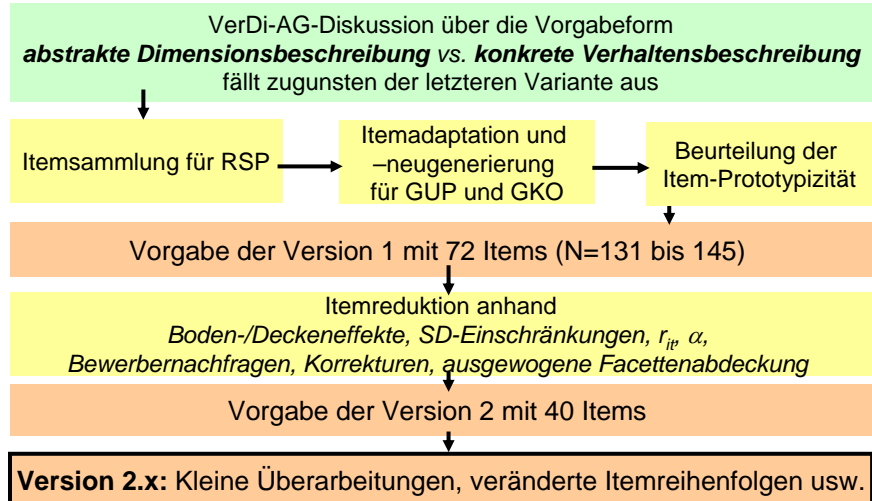 VerDi-AG-Diskussion über die Vorgabeform
abstrakte Dimensionsbeschreibung vs. konkrete Verhaltensbeschreibung
fällt zugunsten der letzteren Variante aus
Itemsammlung für RSP
Itemadaptation und
–neugenerierung
für GUP und GKO
Beurteilung der
Item-Prototypizität
Vorgabe der Version 1 mit 72 Items (N=131 bis 145)
Itemreduktion anhand
Boden-/Deckeneffekte, SD-Einschränkungen, rit, α,
Bewerbernachfragen, Korrekturen, ausgewogene Facettenabdeckung
Vorgabe der Version 2 mit 40 Items
Version 2.x: Kleine Überarbeitungen, veränderte Itemreihenfolgen usw.